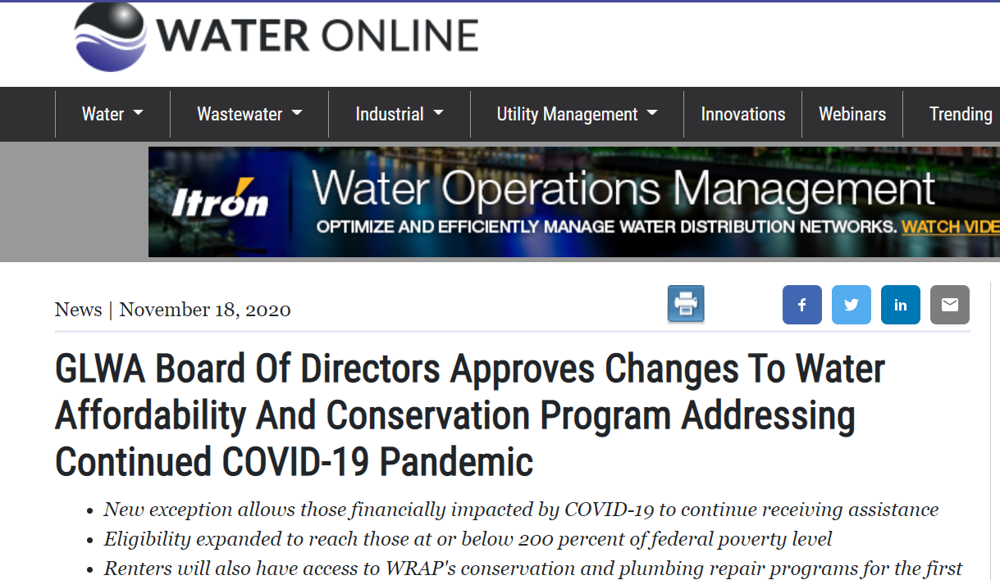 WATER ONLINE
Water
Wastewater
Industrial
Utility Management
Innovations
Webinars
Trending
Itrón
Water Operations Management
OPTIMIZE AND EFFICIENTLY MANAGE WATER DISTRIBUTION NETWORKS. WATCH VIDE
News | November 18, 2020
f
in
GLWA Board Of Directors Approves Changes To Water
Affordability And Conservation Program Addressing
Continued COVID-19 Pandemic
• New exception allows those financially impacted by COVID-19 to continue receiving assistance
• Eligibility expanded to reach those at or below 200 percent of federal poverty level
• Renters will also have access to WRAP's conservation and plumbing repair programs for the first